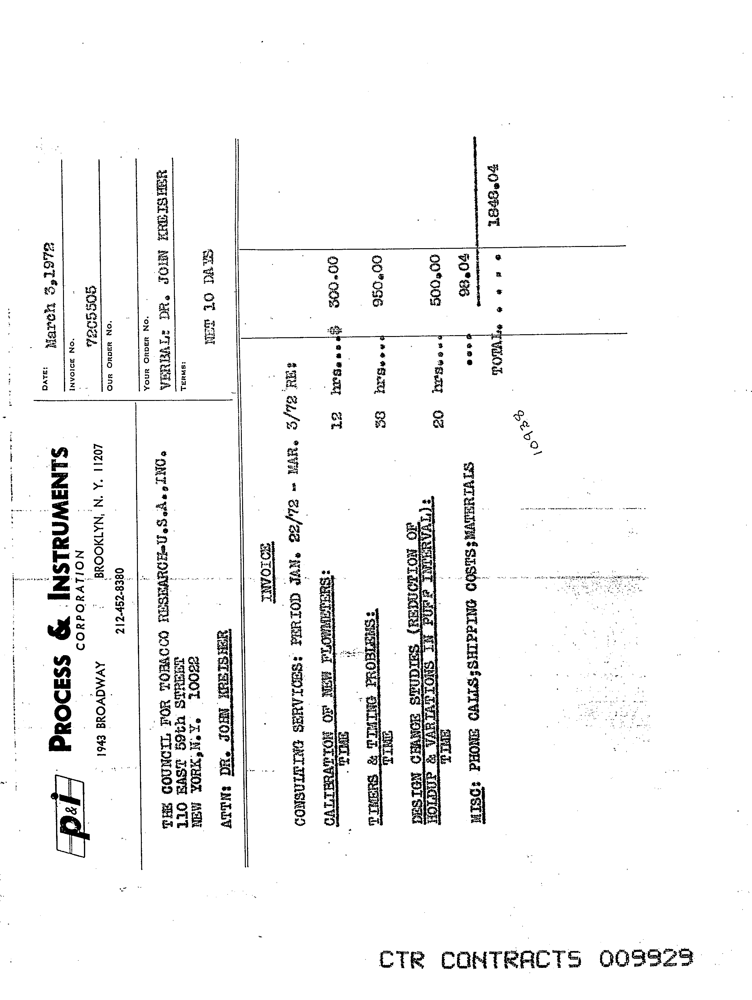 p&i PROCESS & INSTRUMENTS
CORPORATION
1943 BROADWAY BROOKLYN, N. Y. 11207
212-452-8380
DATE: March 3,1972
INVOICE NO.
72C5505
OUR ORDER NO.
YOUR ORDER NO.
VERBAL: DR. JOHN KREISHER
TERMS:
NET 10 DAYS
THE COUNCIL FOR TOBACCO RESEARCH-U.S.A.,INC.
110 EAST 59th STREET
NEW YORK,N.Y. 10022
ATTN: DR. JOHN KREISHER
INVOICE
CONSULTING SERVICES: PERIOD JAN. 22/72 - MAR. 3/72 RE:
CALIBRATION OF NEW FLOWMETERS:
TIME 12 hrs....$ 300.00
TIMERS & TIMING PROBLEMS:
TIME 38 hrs.... 950.00
DESIGN CHANGE STUDIES (REDUCTION OF
HOLDUP & VARIATIONS IN PUFF INTERVAL):
TIME 20 hrs.... 500.00
MISC: PHONE CALLS;SHIPPING COSTS;MATERIALS .... 98.04
TOTAL. . . . . 1848.04
10938
CTR CONTRACTS 009929